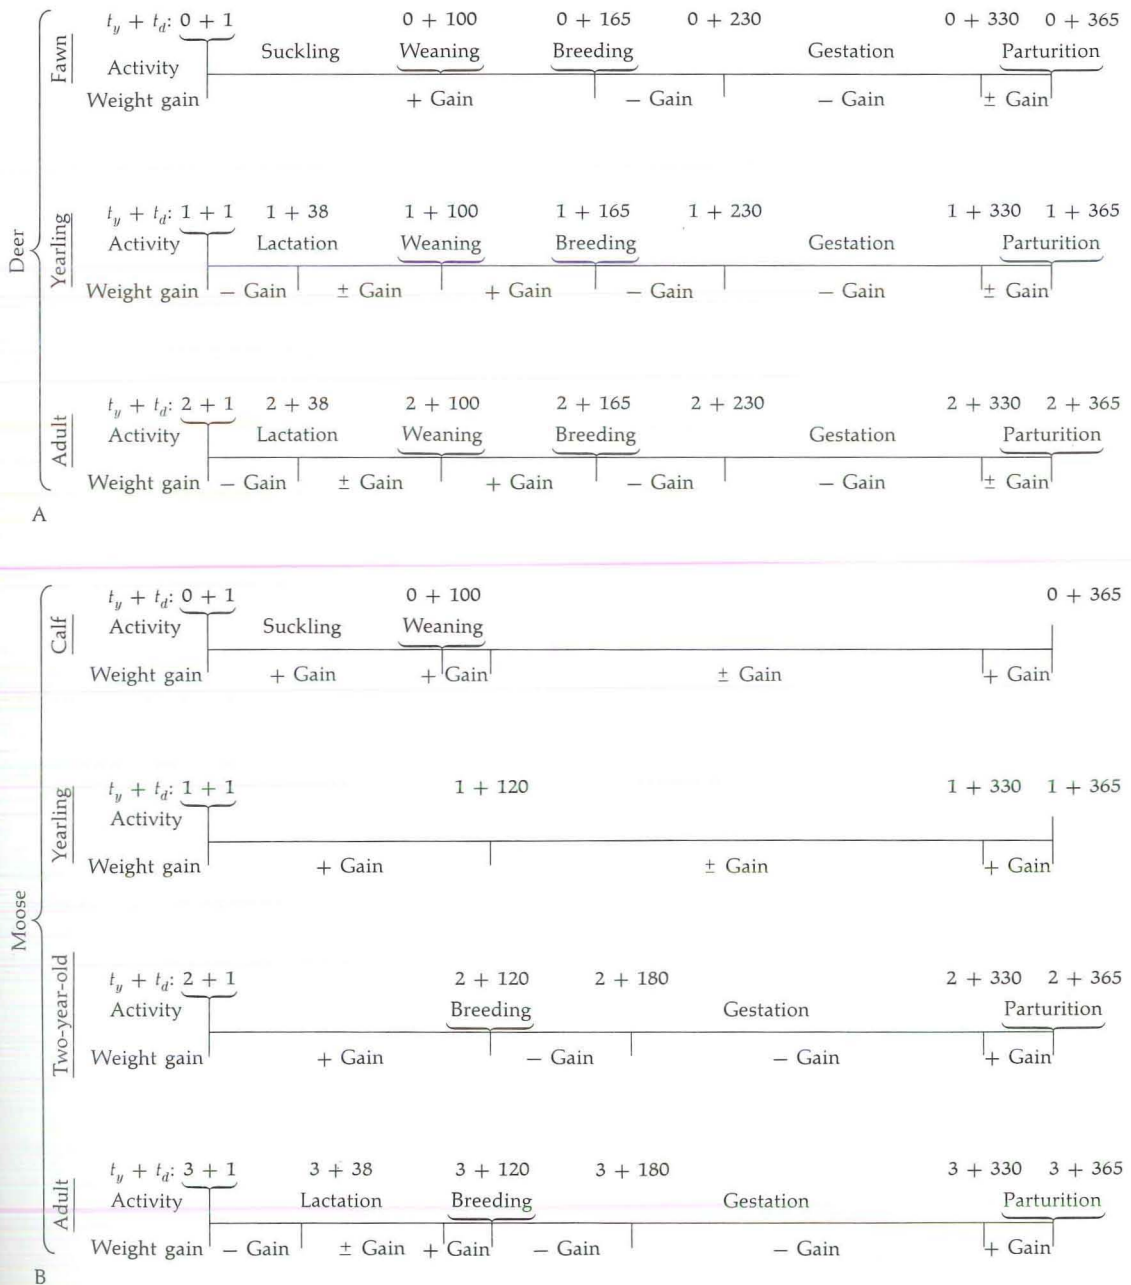 Deer
Fawn
t_y + t_d: 0 + 1 0 + 100 0 + 165 0 + 230 0 + 330 0 + 365
Suckling Weaning Breeding Gestation Parturition
Activity
Weight gain + Gain − Gain − Gain ± Gain
Yearling
t_y + t_d: 1 + 1 1 + 38 1 + 100 1 + 165 1 + 230 1 + 330 1 + 365
Activity Lactation Weaning Breeding Gestation Parturition
Weight gain − Gain ± Gain + Gain − Gain − Gain ± Gain
Adult
t_y + t_d: 2 + 1 2 + 38 2 + 100 2 + 165 2 + 230 2 + 330 2 + 365
Activity Lactation Weaning Breeding Gestation Parturition
Weight gain − Gain ± Gain + Gain − Gain − Gain ± Gain
A
Moose
Calf
t_y + t_d: 0 + 1 0 + 100 0 + 365
Activity Suckling Weaning
Weight gain + Gain + Gain ± Gain + Gain
Yearling
t_y + t_d: 1 + 1 1 + 120 1 + 330 1 + 365
Activity
Weight gain + Gain ± Gain + Gain
Two-year-old
t_y + t_d: 2 + 1 2 + 120 2 + 180 2 + 330 2 + 365
Activity Breeding Gestation Parturition
Weight gain + Gain − Gain − Gain + Gain
Adult
t_y + t_d: 3 + 1 3 + 38 3 + 120 3 + 180 3 + 330 3 + 365
Activity Lactation Breeding Gestation Parturition
Weight gain − Gain ± Gain + Gain − Gain − Gain + Gain
B